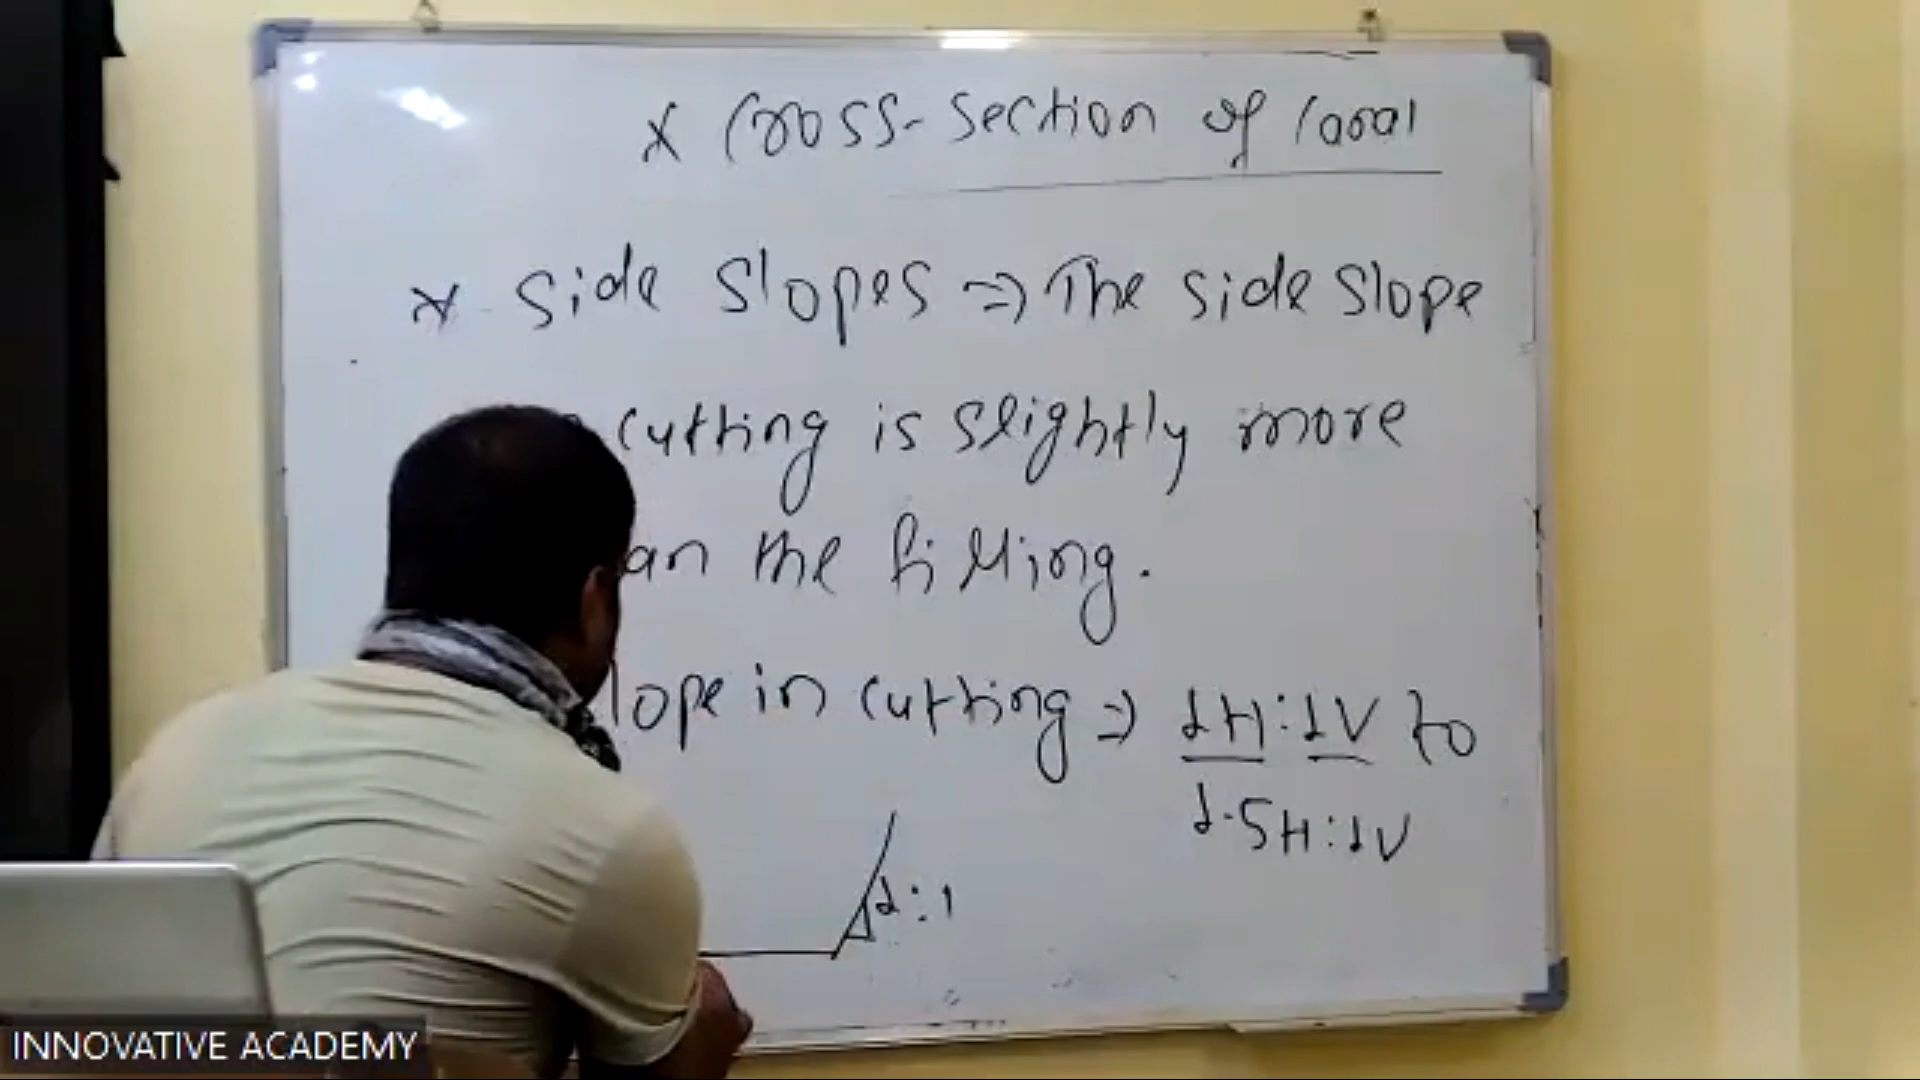 * Cross-section of Canal
* Side Slopes => The side slope
cutting is slightly more
an the filling.
lope in cutting => 1H:1V to
1.5H:1V
1:1
INNOVATIVE ACADEMY